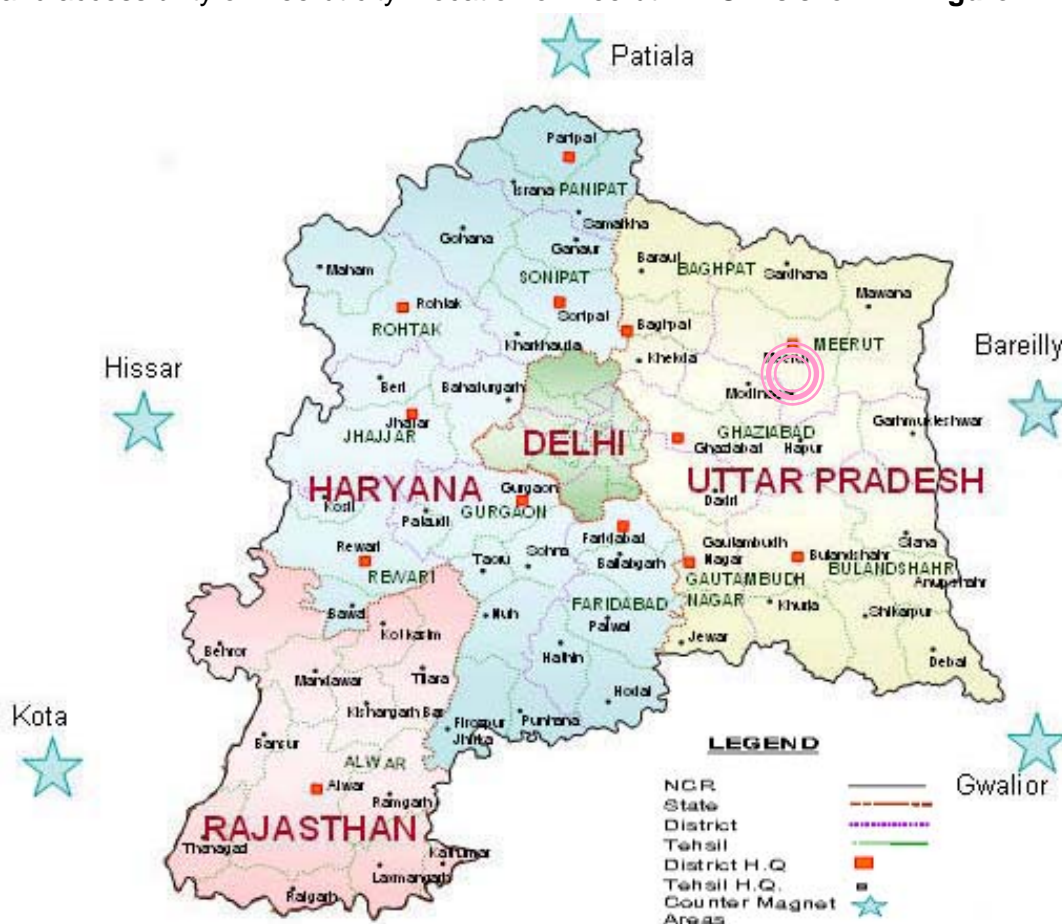 Patiala
Panipat
Israna
PANIPAT
Samalkha
Gohana
Ganaur
Baraut
BAGHPAT
Sardhana
Maham
SONIPAT
Mawana
Rohtak
Sonipat
ROHTAK
Baghpat
MEERUT
Kharkhauda
Khekda
Hissar
Bareilly
Beri
Bahadurgarh
Modinagar
Jhajjar
JHAJJAR
DELHI
GHAZIABAD
Garhmukteshwar
Ghaziabad
Hapur
HARYANA
Gurgaon
UTTAR PRADESH
Kosli
GURGAON
Dadri
Pataudi
Faridabad
Siana
Rewari
Sohna
Gautambudh
Nagar
Bulandshahr
Taoru
Ballabgarh
BULANDSHAHR
REWARI
GAUTAMBUDH
NAGAR
Anupshahr
Bawal
Nuh
FARIDABAD
Khurja
Shikarpur
Kotkasim
Palwal
Behror
Hathin
Jewar
Debai
Mandawar
Tijara
Hodal
Kota
Kishangarh Bas
Firozpur
Jhirka
Punhana
Bansur
ALWAR
Alwar
Ramgarh
RAJASTHAN
Thanagad
Laxmangarh
Rajgarh
Gwalior
LEGEND
NCR
State
District
Tehsil
District H.Q
Tehsil H.Q.
Counter Magnet
Areas